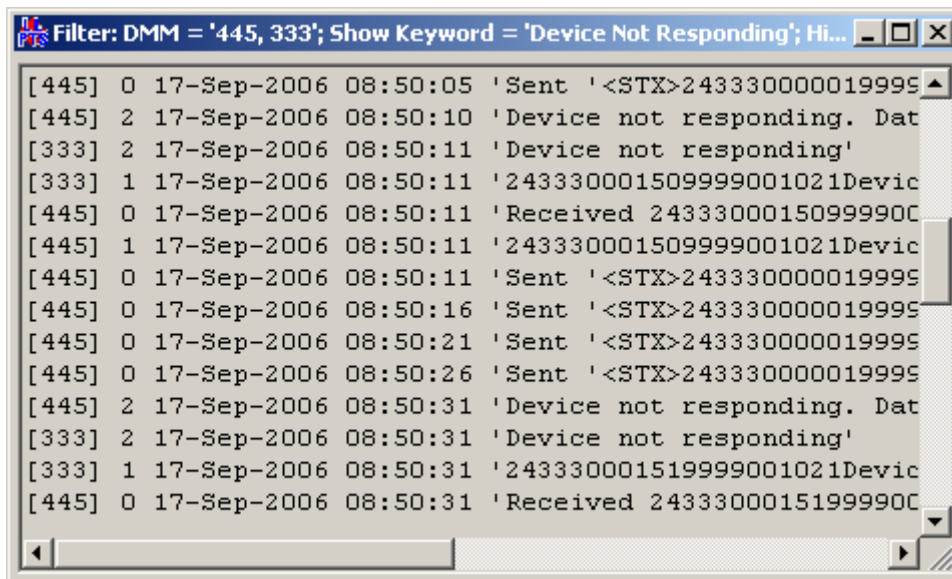 Filter: DMM = '445, 333'; Show Keyword = 'Device Not Responding'; Hi...
[445] 0 17-Sep-2006 08:50:05 'Sent '<STX>24333000001999S
[445] 2 17-Sep-2006 08:50:10 'Device not responding. Dat
[333] 2 17-Sep-2006 08:50:11 'Device not responding'
[333] 1 17-Sep-2006 08:50:11 '243330001509999001021Devic
[445] 0 17-Sep-2006 08:50:11 'Received 24333000150999900
[445] 1 17-Sep-2006 08:50:11 '243330001509999001021Devic
[445] 0 17-Sep-2006 08:50:11 'Sent '<STX>243330000019999
[445] 0 17-Sep-2006 08:50:16 'Sent '<STX>243330000019999
[445] 0 17-Sep-2006 08:50:21 'Sent '<STX>243330000019999
[445] 0 17-Sep-2006 08:50:26 'Sent '<STX>243330000019999
[445] 2 17-Sep-2006 08:50:31 'Device not responding. Dat
[333] 2 17-Sep-2006 08:50:31 'Device not responding'
[333] 1 17-Sep-2006 08:50:31 '243330001519999001021Devic
[445] 0 17-Sep-2006 08:50:31 'Received 24333000151999900